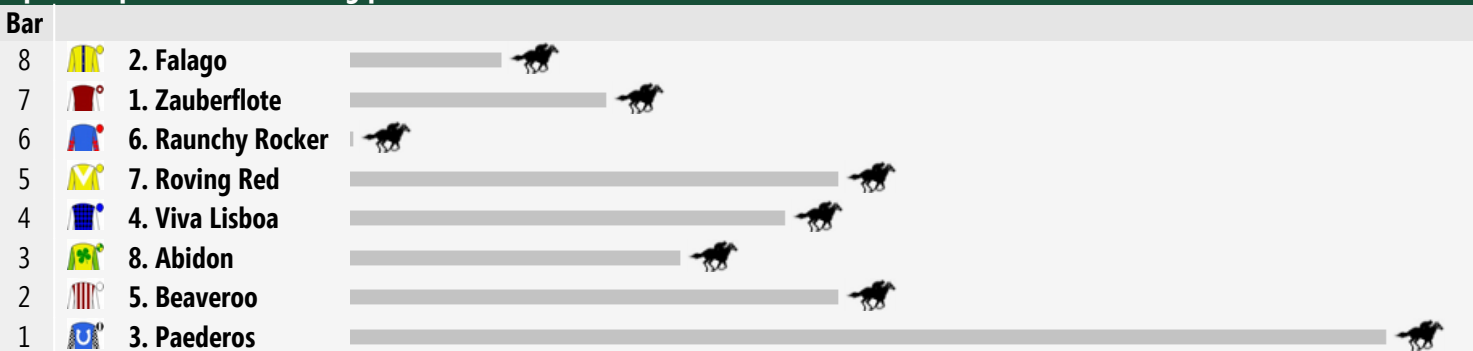 Bar
8 2. Falago
7 1. Zauberflote
6 6. Raunchy Rocker
5 7. Roving Red
4 4. Viva Lisboa
3 8. Abidon
2 5. Beaveroo
1 3. Paederos